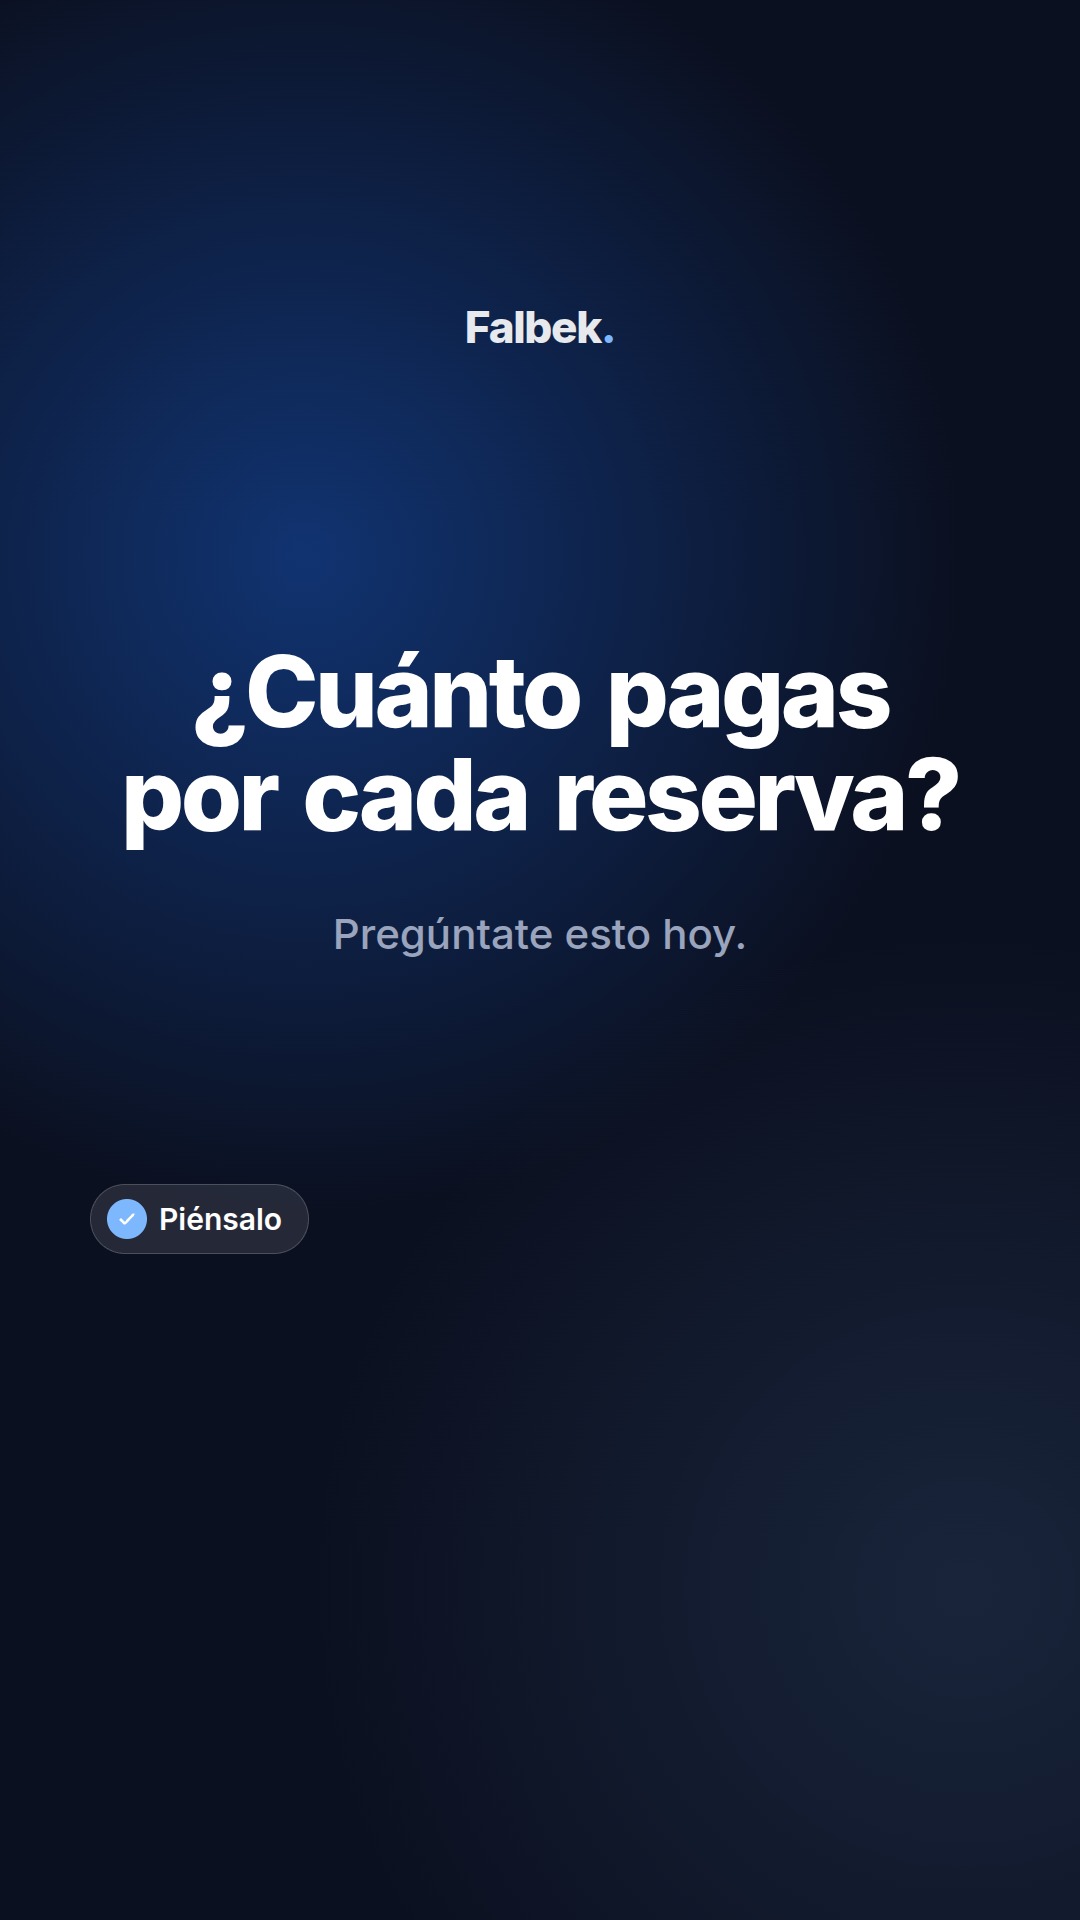 Falbek.
¿Cuánto pagas
por cada reserva?
Pregúntate esto hoy.
Piénsalo